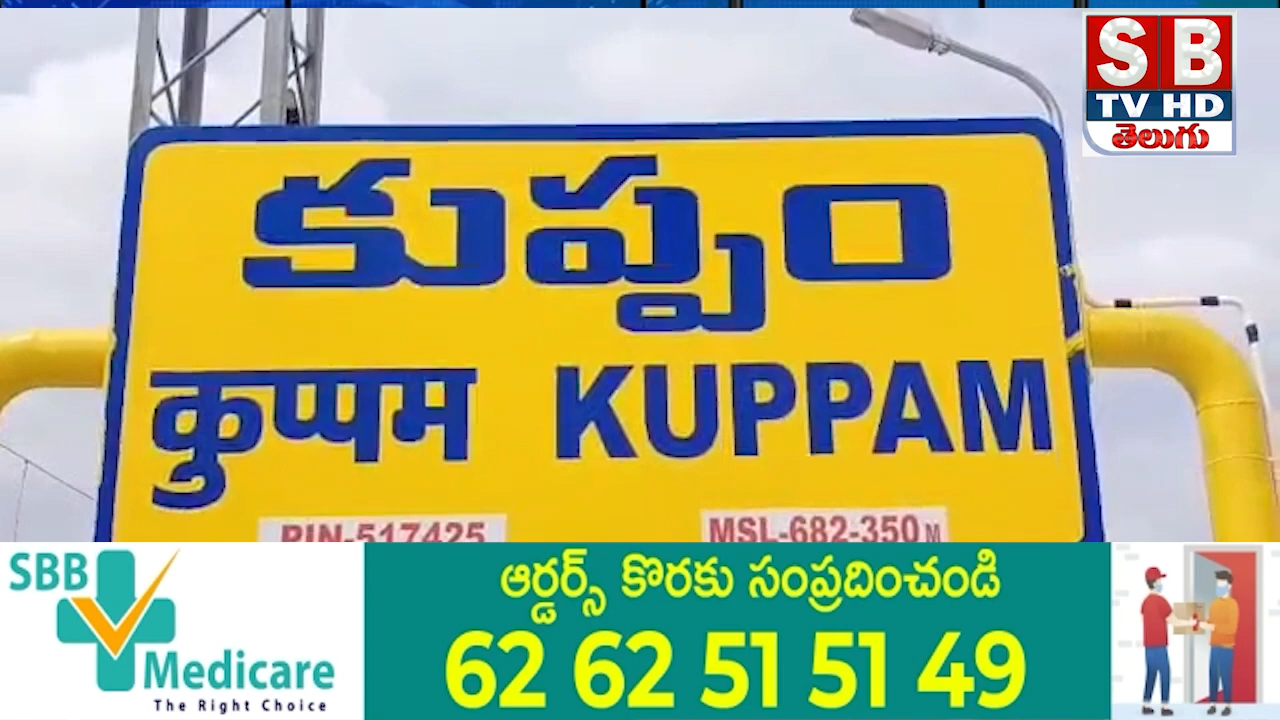 SB
TV HD
తెలుగు
కుప్పం
कुप्पम KUPPAM
PIN-517425 MSL-682-350 M
SBB
Medicare
The Right Choice
ఆర్డర్స్ కొరకు సంప్రదించండి
62 62 51 51 49